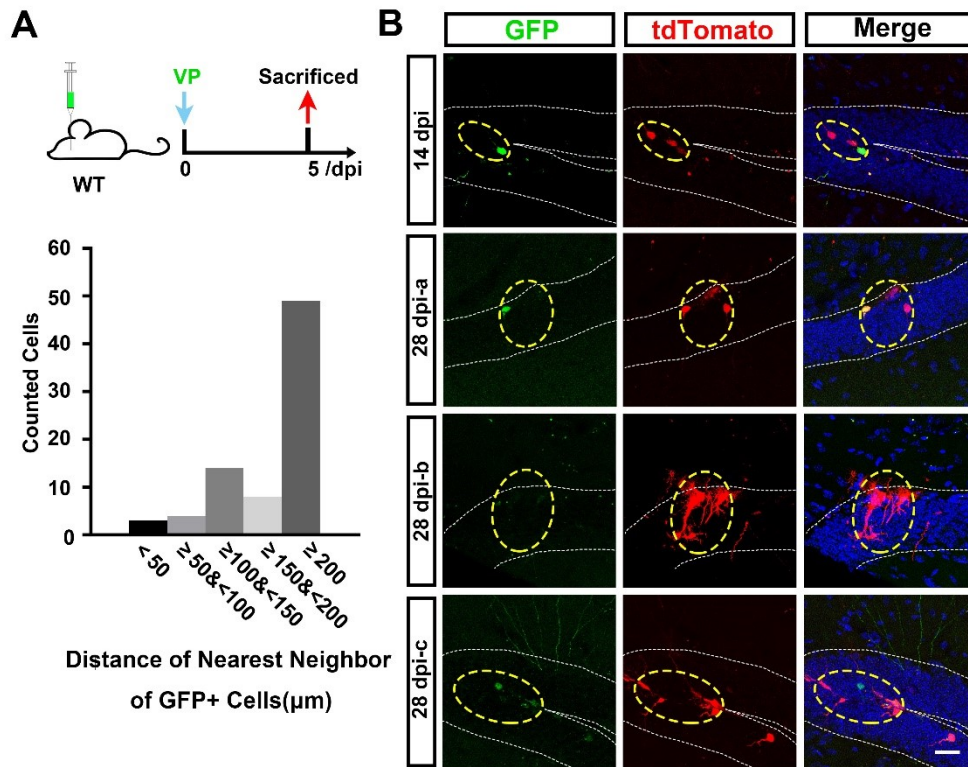 A
VP
Sacrificed
WT
0
5 /dpi
60
50
40
30
20
10
0
Counted Cells
<50
≥50&<100
≥100&<150
≥150&<200
≥200
Distance of Nearest Neighbor
of GFP+ Cells(μm)
B
GFP
tdTomato
Merge
14 dpi
28 dpi-a
28 dpi-b
28 dpi-c